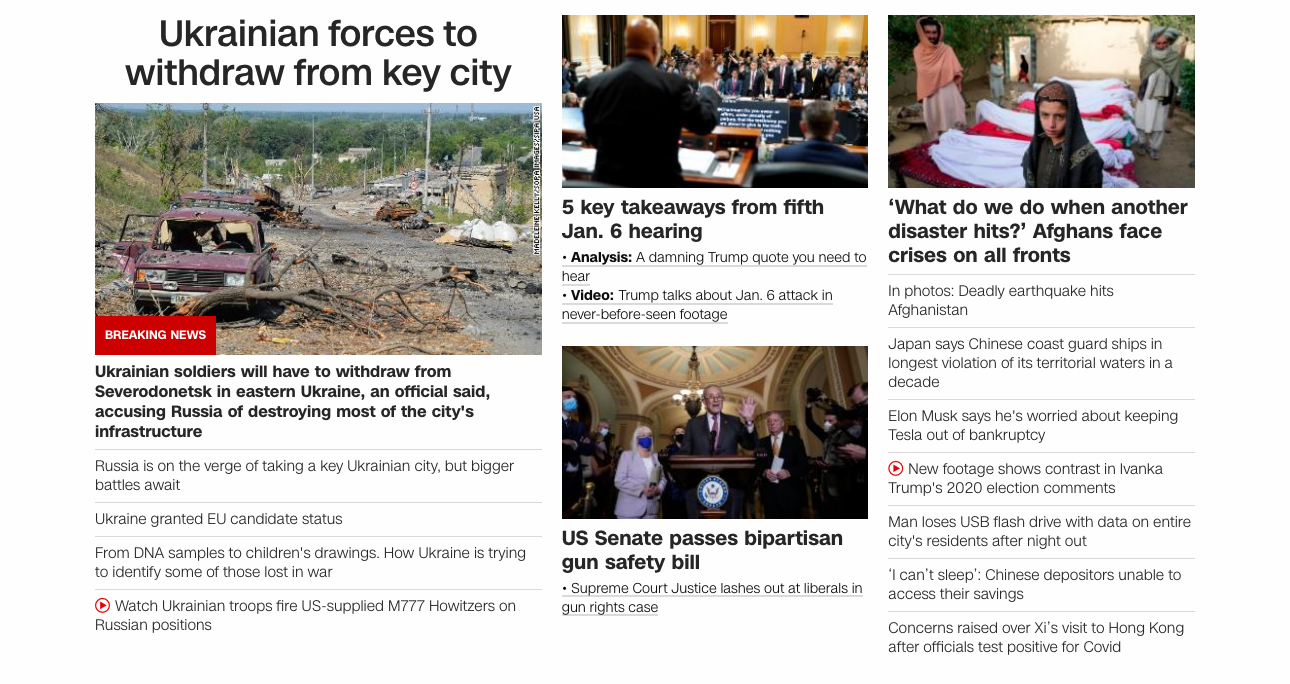 Ukrainian forces to
withdraw from key city
MADELEINE KELLY/SOPA IMAGES/SIPA USA
BREAKING NEWS
Ukrainian soldiers will have to withdraw from
Severodonetsk in eastern Ukraine, an official said,
accusing Russia of destroying most of the city's
infrastructure
Russia is on the verge of taking a key Ukrainian city, but bigger
battles await
Ukraine granted EU candidate status
From DNA samples to children's drawings. How Ukraine is trying
to identify some of those lost in war
Watch Ukrainian troops fire US-supplied M777 Howitzers on
Russian positions
5 key takeaways from fifth
Jan. 6 hearing
• Analysis: A damning Trump quote you need to
hear
• Video: Trump talks about Jan. 6 attack in
never-before-seen footage
US Senate passes bipartisan
gun safety bill
• Supreme Court Justice lashes out at liberals in
gun rights case
‘What do we do when another
disaster hits?’ Afghans face
crises on all fronts
In photos: Deadly earthquake hits
Afghanistan
Japan says Chinese coast guard ships in
longest violation of its territorial waters in a
decade
Elon Musk says he's worried about keeping
Tesla out of bankruptcy
New footage shows contrast in Ivanka
Trump's 2020 election comments
Man loses USB flash drive with data on entire
city's residents after night out
‘I can’t sleep’: Chinese depositors unable to
access their savings
Concerns raised over Xi’s visit to Hong Kong
after officials test positive for Covid